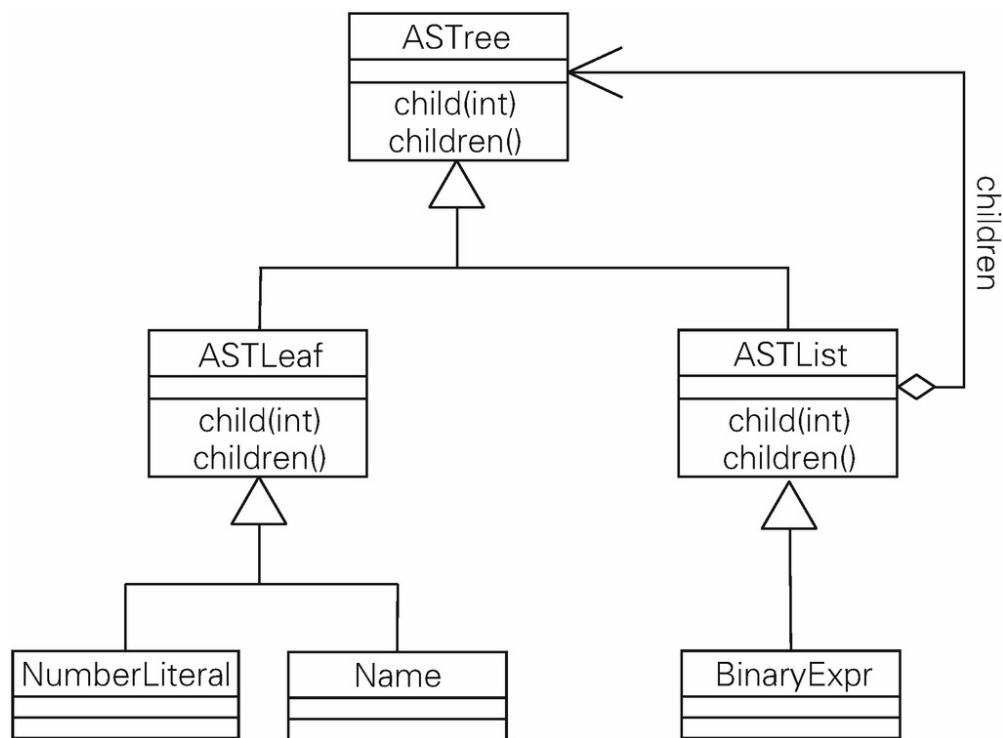 ASTree
child(int)
children()
children
ASTLeaf
child(int)
children()
ASTList
child(int)
children()
NumberLiteral
Name
BinaryExpr